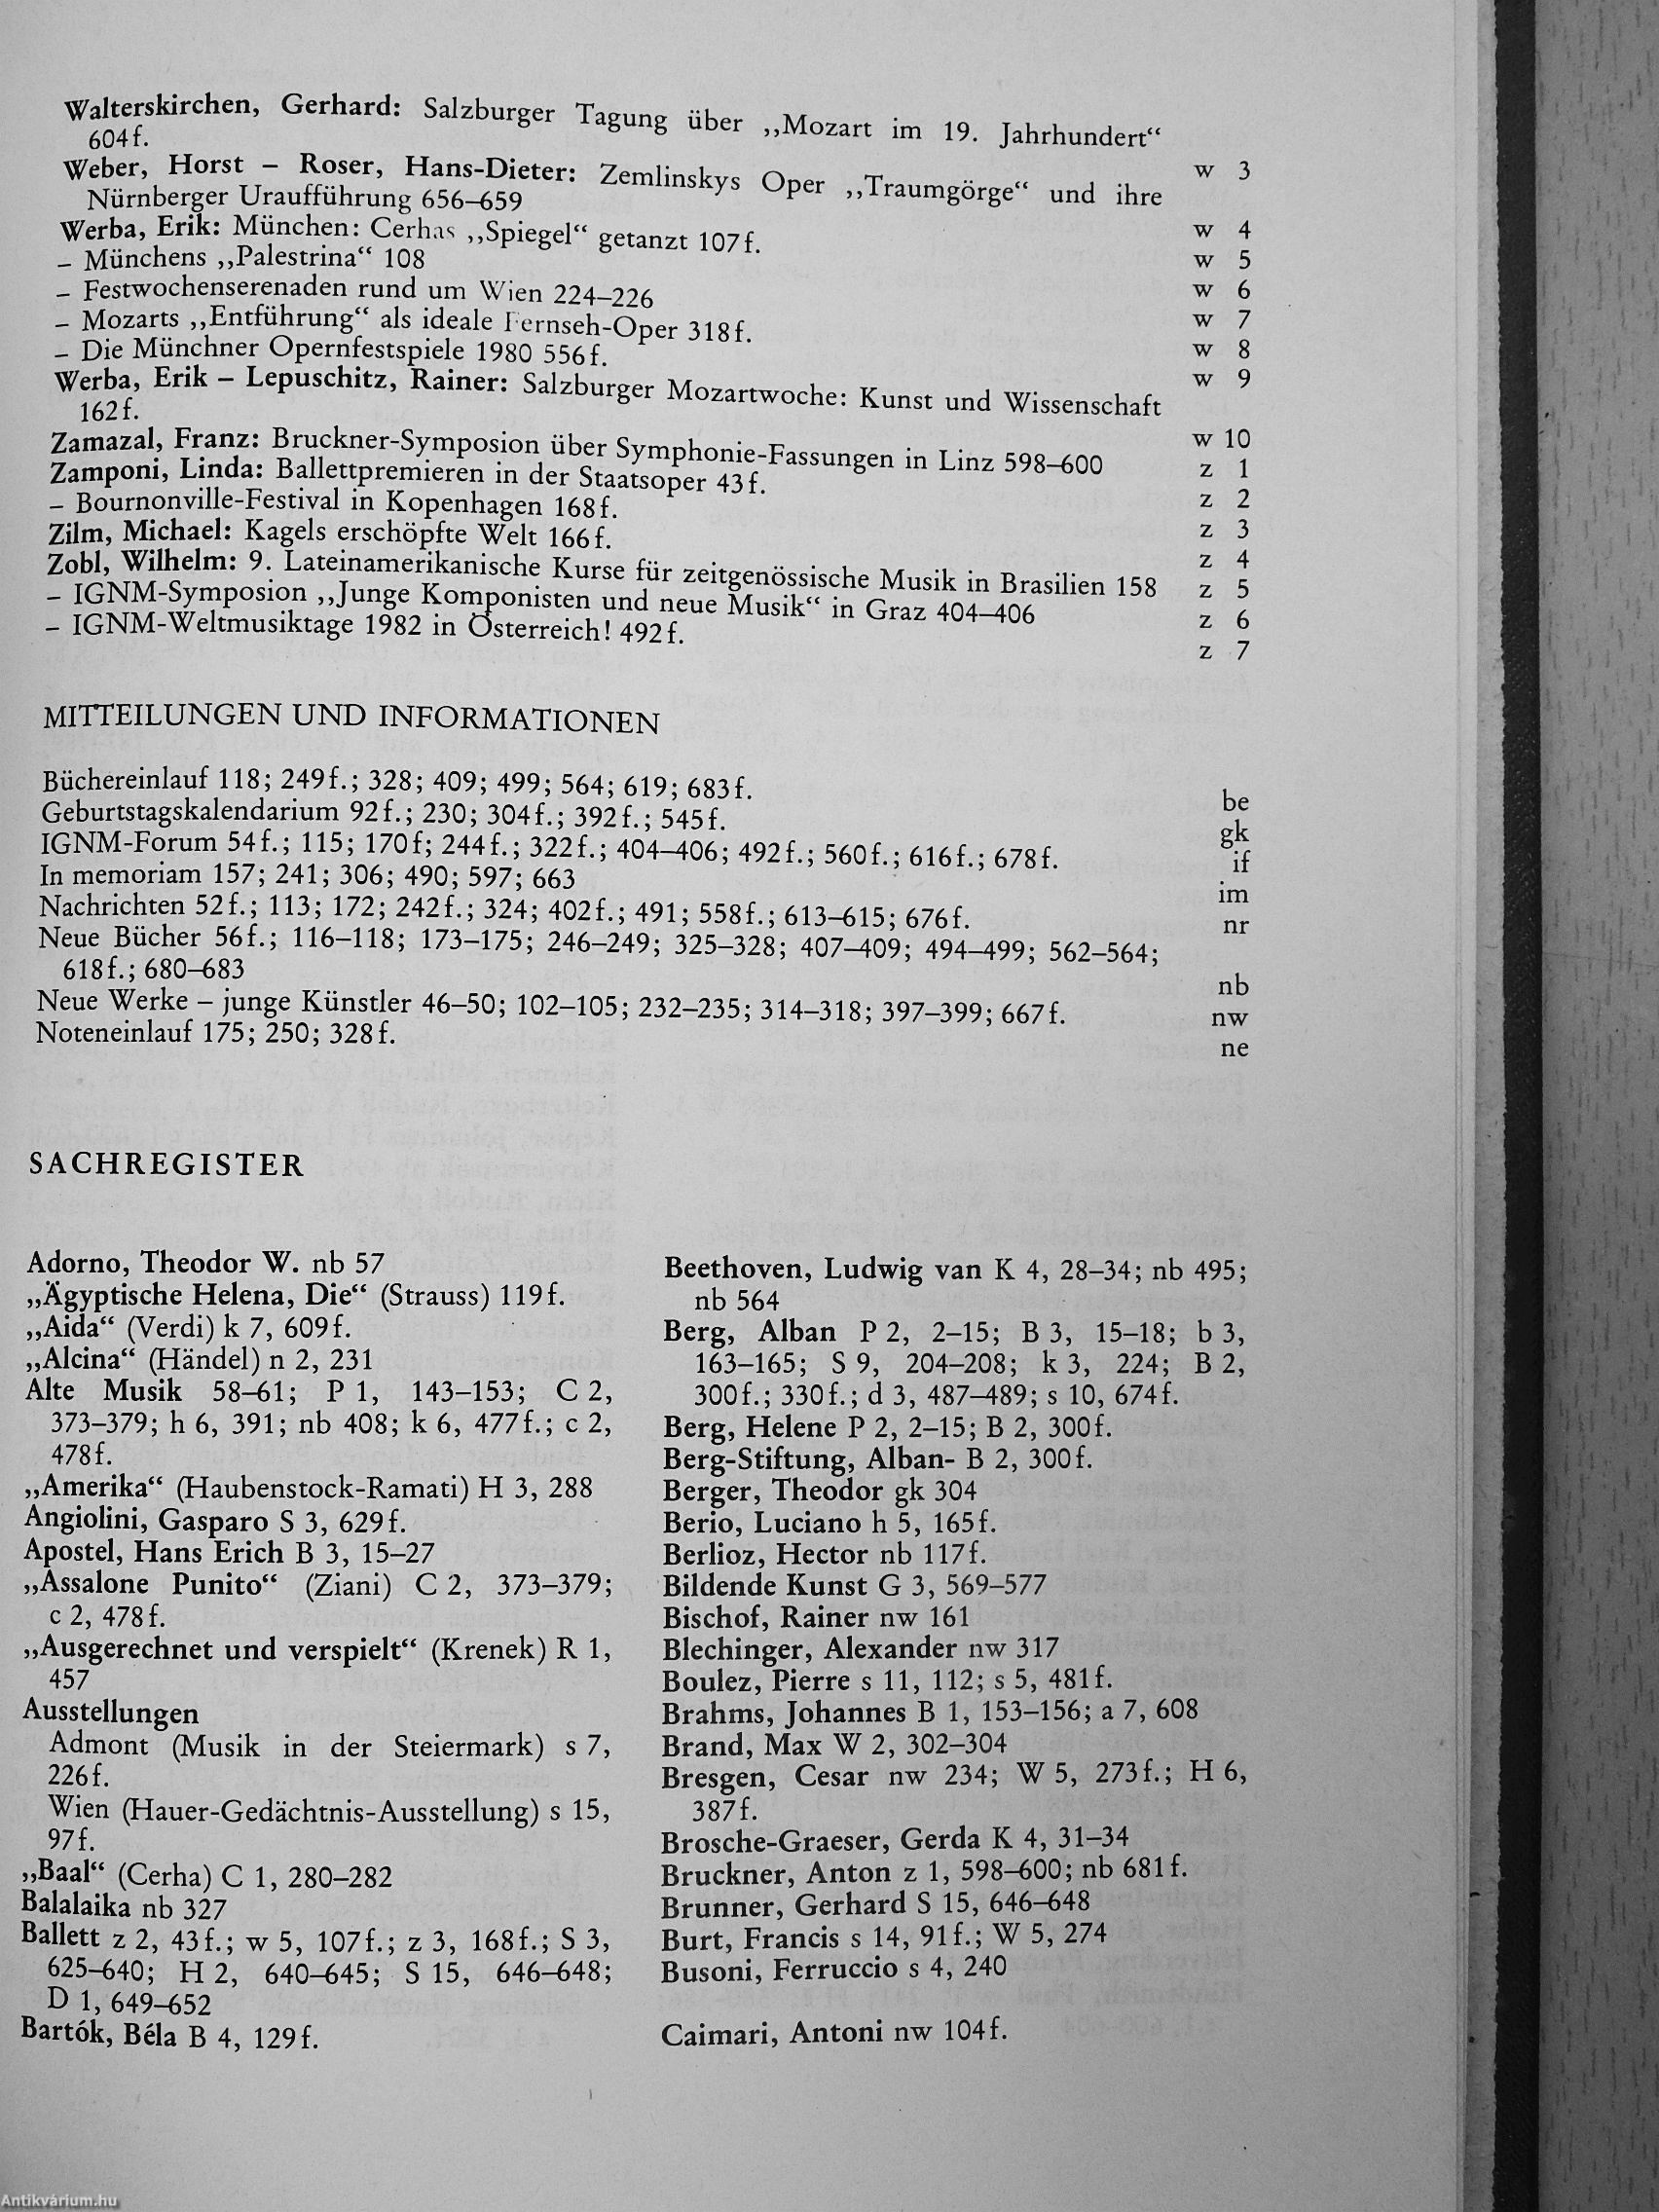 Walterskirchen, Gerhard: Salzburger Tagung über „Mozart im 19. Jahrhundert“
604f. w 3
Weber, Horst – Roser, Hans-Dieter: Zemlinskys Oper „Traumgörge“ und ihre
Nürnberger Uraufführung 656–659 w 4
Werba, Erik: München: Cerhas „Spiegel“ getanzt 107f. w 5
– Münchens „Palestrina“ 108 w 6
– Festwochenserenaden rund um Wien 224–226 w 7
– Mozarts „Entführung“ als ideale Fernseh-Oper 318f. w 8
– Die Münchner Opernfestspiele 1980 556f. w 9
Werba, Erik – Lepuschitz, Rainer: Salzburger Mozartwoche: Kunst und Wissenschaft
162f. w 10
Zamazal, Franz: Bruckner-Symposion über Symphonie-Fassungen in Linz 598–600 z 1
Zamponi, Linda: Ballettpremieren in der Staatsoper 43f. z 2
– Bournonville-Festival in Kopenhagen 168f. z 3
Zilm, Michael: Kagels erschöpfte Welt 166f. z 4
Zobl, Wilhelm: 9. Lateinamerikanische Kurse für zeitgenössische Musik in Brasilien 158 z 5
– IGNM-Symposion „Junge Komponisten und neue Musik“ in Graz 404–406 z 6
– IGNM-Weltmusiktage 1982 in Österreich! 492f. z 7
MITTEILUNGEN UND INFORMATIONEN
Büchereinlauf 118; 249f.; 328; 409; 499; 564; 619; 683f. be
Geburtstagskalendarium 92f.; 230; 304f.; 392f.; 545f. gk
IGNM-Forum 54f.; 115; 170f; 244f.; 322f.; 404–406; 492f.; 560f.; 616f.; 678f. if
In memoriam 157; 241; 306; 490; 597; 663 im
Nachrichten 52f.; 113; 172; 242f.; 324; 402f.; 491; 558f.; 613–615; 676f. nr
Neue Bücher 56f.; 116–118; 173–175; 246–249; 325–328; 407–409; 494–499; 562–564;
618f.; 680–683 nb
Neue Werke – junge Künstler 46–50; 102–105; 232–235; 314–318; 397–399; 667f. nw
Noteneinlauf 175; 250; 328f. ne
SACHREGISTER
Adorno, Theodor W. nb 57
„Ägyptische Helena, Die“ (Strauss) 119f.
„Aida“ (Verdi) k 7, 609f.
„Alcina“ (Händel) n 2, 231
Alte Musik 58–61; P 1, 143–153; C 2,
373–379; h 6, 391; nb 408; k 6, 477f.; c 2,
478f.
„Amerika“ (Haubenstock-Ramati) H 3, 288
Angiolini, Gasparo S 3, 629f.
Apostel, Hans Erich B 3, 15–27
„Assalone Punito“ (Ziani) C 2, 373–379;
c 2, 478f.
„Ausgerechnet und verspielt“ (Krenek) R 1,
457
Ausstellungen
Admont (Musik in der Steiermark) s 7,
226f.
Wien (Hauer-Gedächtnis-Ausstellung) s 15,
97f.
„Baal“ (Cerha) C 1, 280–282
Balalaika nb 327
Ballett z 2, 43f.; w 5, 107f.; z 3, 168f.; S 3,
625–640; H 2, 640–645; S 15, 646–648;
D 1, 649–652
Bartók, Béla B 4, 129f.
Beethoven, Ludwig van K 4, 28–34; nb 495;
nb 564
Berg, Alban P 2, 2–15; B 3, 15–18; b 3,
163–165; S 9, 204–208; k 3, 224; B 2,
300f.; 330f.; d 3, 487–489; s 10, 674f.
Berg, Helene P 2, 2–15; B 2, 300f.
Berg-Stiftung, Alban- B 2, 300f.
Berger, Theodor gk 304
Berio, Luciano h 5, 165f.
Berlioz, Hector nb 117f.
Bildende Kunst G 3, 569–577
Bischof, Rainer nw 161
Blechinger, Alexander nw 317
Boulez, Pierre s 11, 112; s 5, 481f.
Brahms, Johannes B 1, 153–156; a 7, 608
Brand, Max W 2, 302–304
Bresgen, Cesar nw 234; W 5, 273f.; H 6,
387f.
Brosche-Graeser, Gerda K 4, 31–34
Bruckner, Anton z 1, 598–600; nb 681f.
Brunner, Gerhard S 15, 646–648
Burt, Francis s 14, 91f.; W 5, 274
Busoni, Ferruccio s 4, 240
Caimari, Antoni nw 104f.
Antikvárium.hu